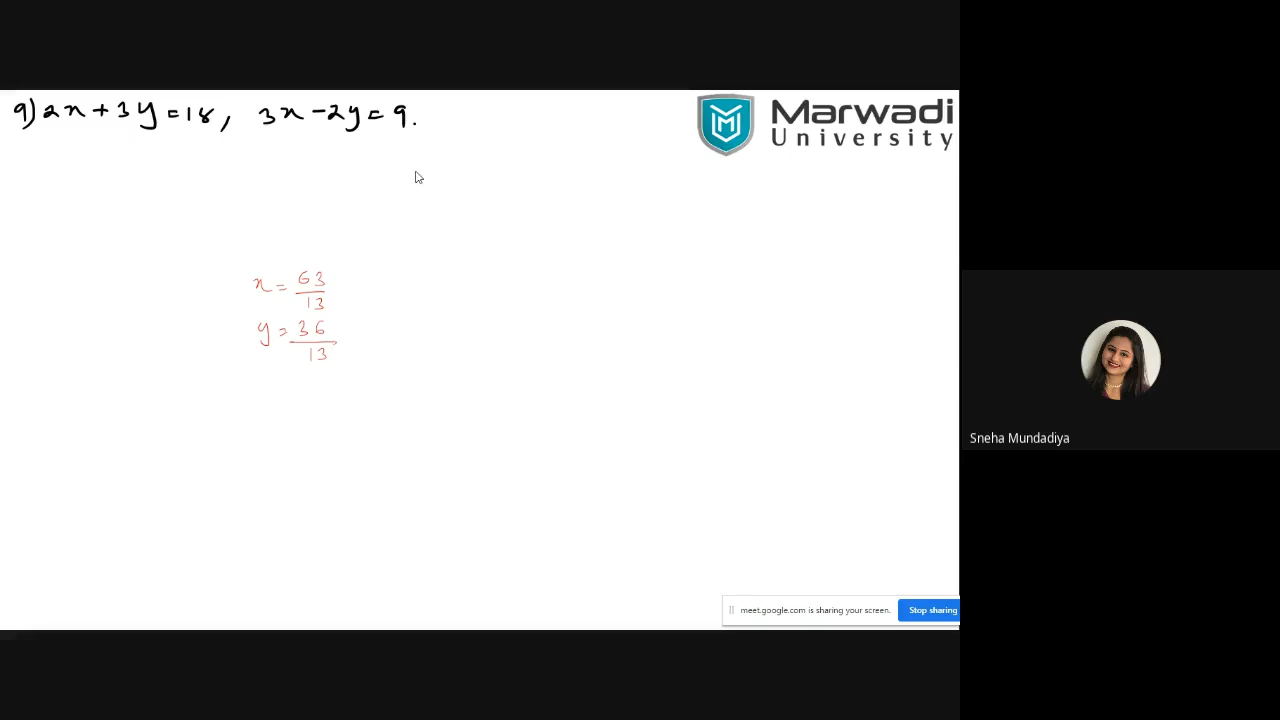 9) 2x + 3y = 18, 3x - 2y = 9.
Marwadi
University
x = 63/13
y = 36/13
Sneha Mundadiya
meet.google.com is sharing your screen.
Stop sharing